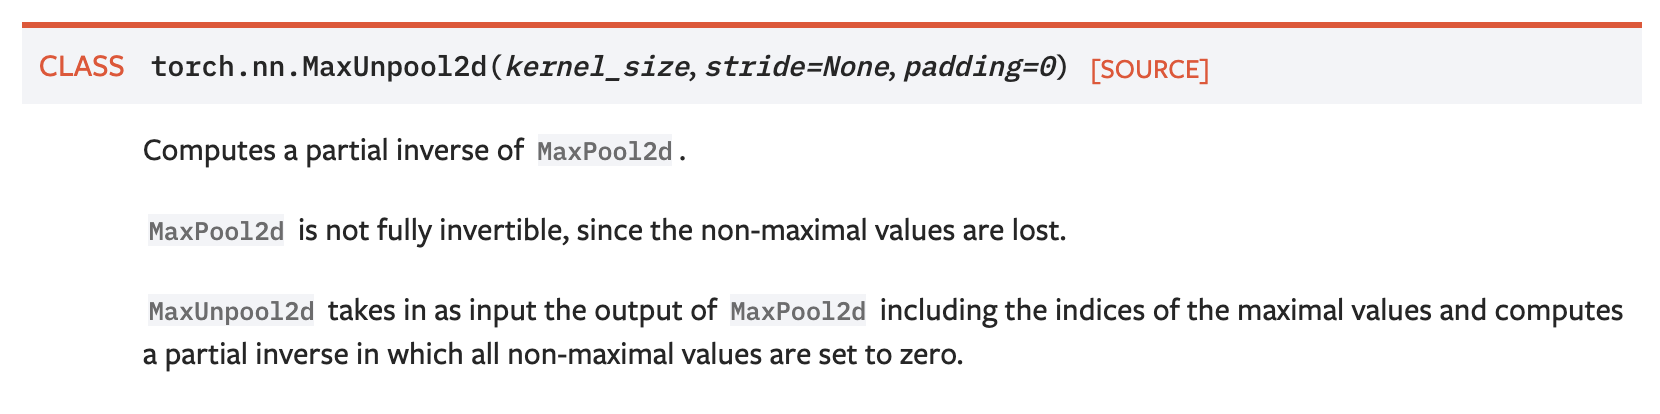 CLASS torch.nn.MaxUnpool2d(kernel_size, stride=None, padding=0) [SOURCE]
Computes a partial inverse of MaxPool2d.
MaxPool2d is not fully invertible, since the non-maximal values are lost.
MaxUnpool2d takes in as input the output of MaxPool2d including the indices of the maximal values and computes
a partial inverse in which all non-maximal values are set to zero.